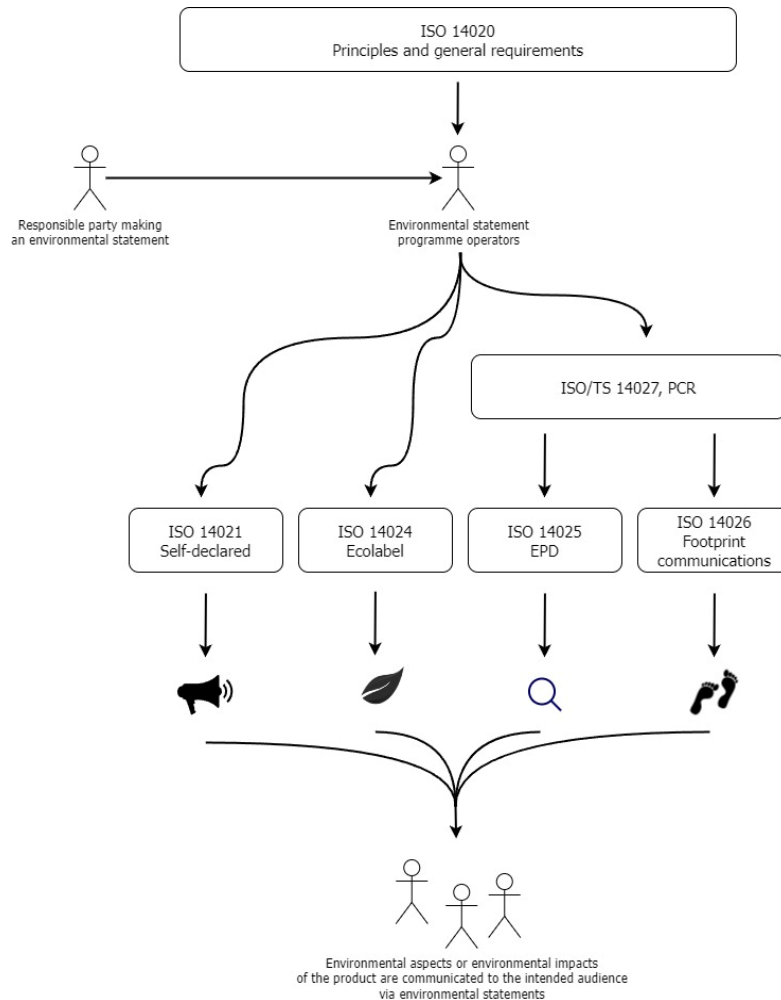 ISO 14020
Principles and general requirements
Responsible party making
an environmental statement
Environmental statement
programme operators
ISO/TS 14027, PCR
ISO 14021
Self-declared
ISO 14024
Ecolabel
ISO 14025
EPD
ISO 14026
Footprint
communications
Environmental aspects or environmental impacts
of the product are communicated to the intended audience
via environmental statements